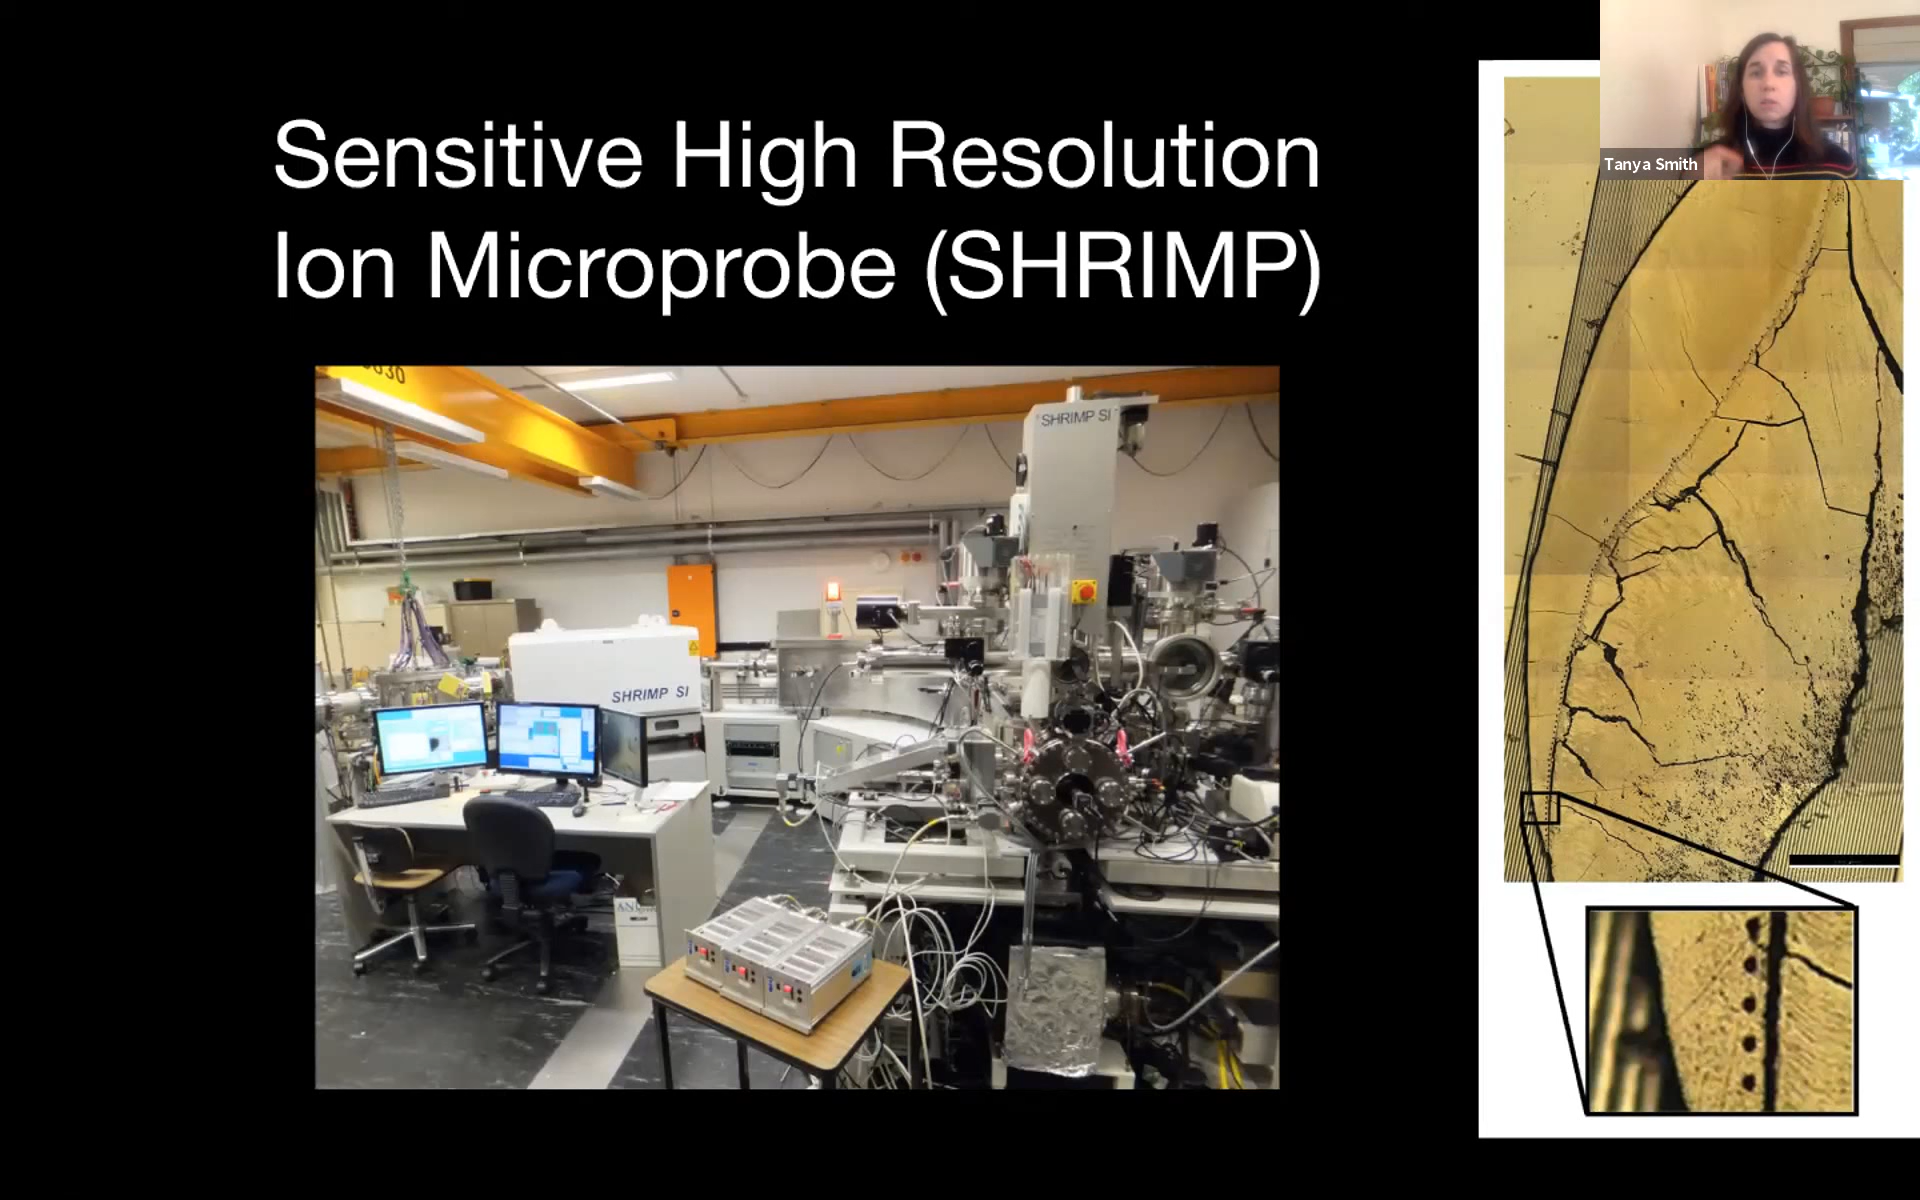 Sensitive High Resolution
Ion Microprobe (SHRIMP)
Tanya Smith
SHRIMP SI
SHRIMP SI